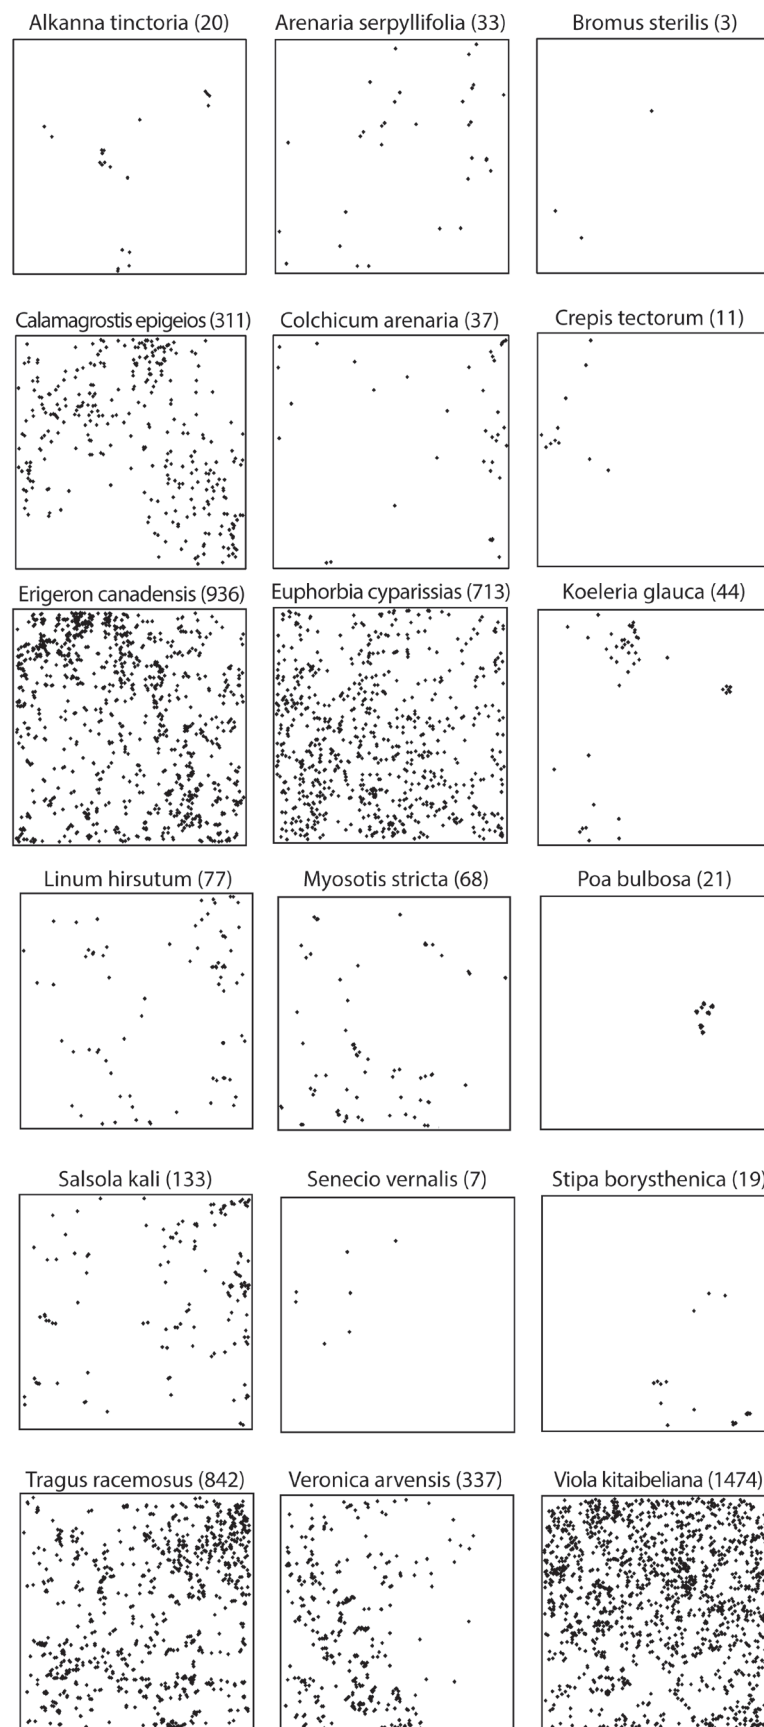 Alkanna tinctoria (20) Arenaria serpyllifolia (33) Bromus sterilis (3)
Calamagrostis epigeios (311) Colchicum arenaria (37) Crepis tectorum (11)
Erigeron canadensis (936) Euphorbia cyparissias (713) Koeleria glauca (44)
Linum hirsutum (77) Myosotis stricta (68) Poa bulbosa (21)
Salsola kali (133) Senecio vernalis (7) Stipa borysthenica (19)
Tragus racemosus (842) Veronica arvensis (337) Viola kitaibeliana (1474)